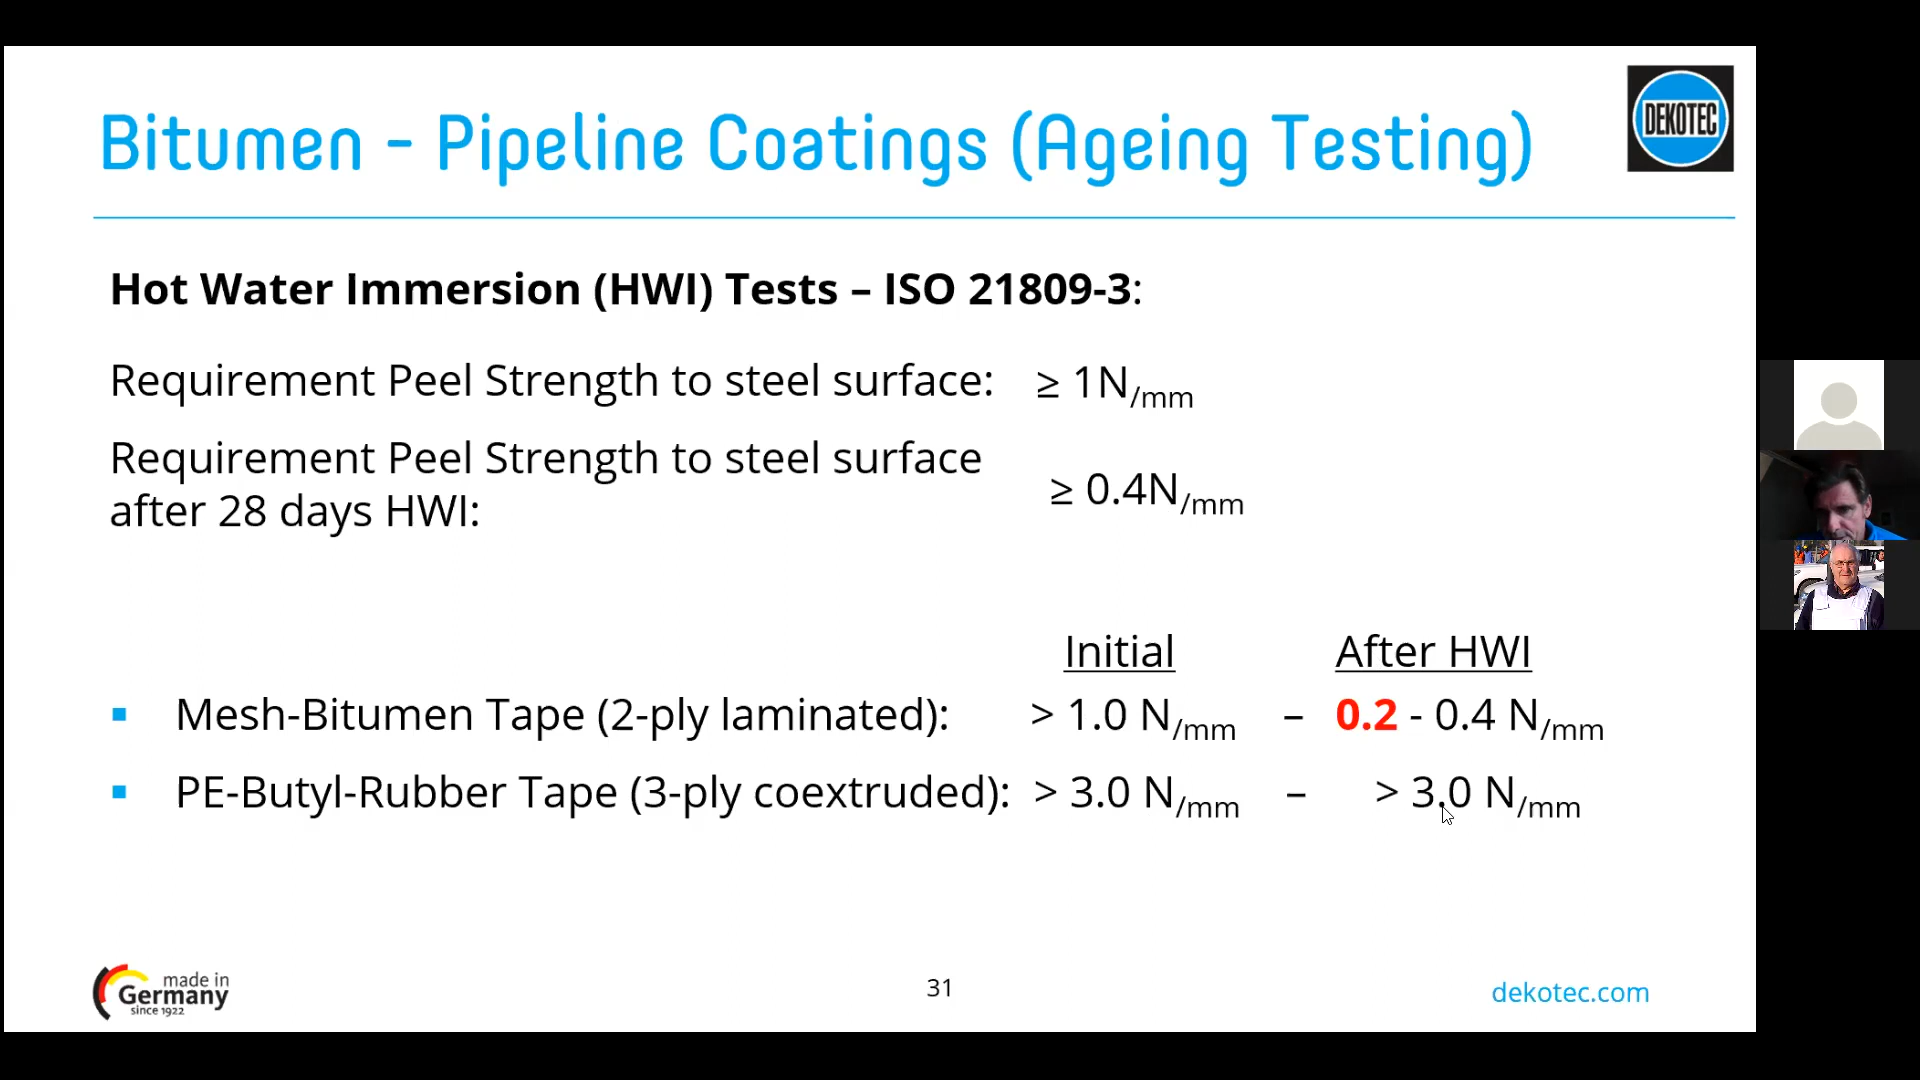 Bitumen - Pipeline Coatings (Ageing Testing)
DEKOTEC
Hot Water Immersion (HWI) Tests – ISO 21809-3:
Requirement Peel Strength to steel surface: ≥ 1N/mm
Requirement Peel Strength to steel surface
after 28 days HWI: ≥ 0.4N/mm
Initial After HWI
▪ Mesh-Bitumen Tape (2-ply laminated): > 1.0 N/mm – 0.2 - 0.4 N/mm
▪ PE-Butyl-Rubber Tape (3-ply coextruded): > 3.0 N/mm – > 3.0 N/mm
made in
Germany
since 1922
31
dekotec.com